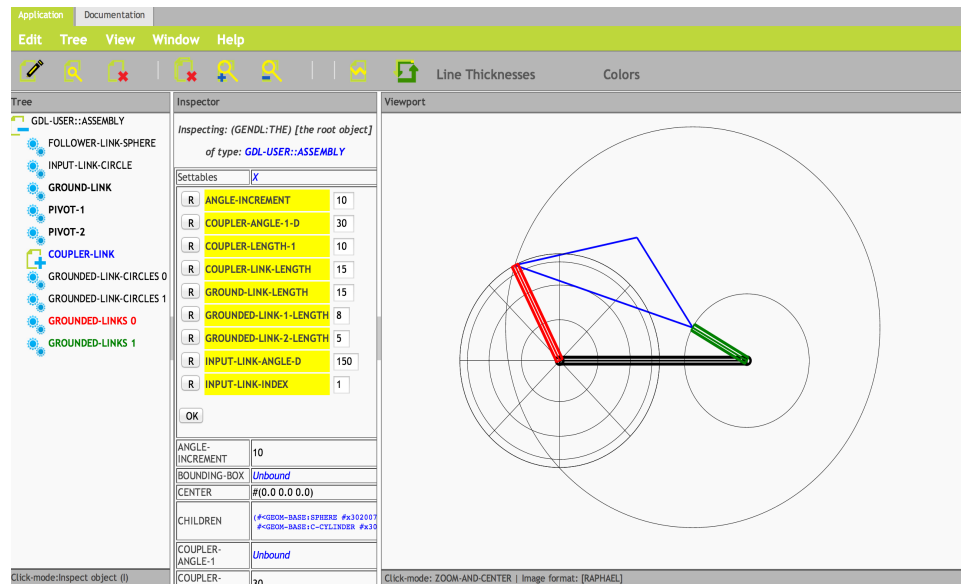 Application Documentation
Edit Tree View Window Help
Line Thicknesses Colors
Tree
GDL-USER::ASSEMBLY
FOLLOWER-LINK-SPHERE
INPUT-LINK-CIRCLE
GROUND-LINK
PIVOT-1
PIVOT-2
COUPLER-LINK
GROUNDED-LINK-CIRCLES 0
GROUNDED-LINK-CIRCLES 1
GROUNDED-LINKS 0
GROUNDED-LINKS 1
Click-mode:Inspect object (I)
Inspector
Inspecting: (GENDL:THE) [the root object]
of type: GDL-USER::ASSEMBLY
Settables X
R ANGLE-INCREMENT 10
R COUPLER-ANGLE-1-D 30
R COUPLER-LENGTH-1 10
R COUPLER-LINK-LENGTH 15
R GROUND-LINK-LENGTH 15
R GROUNDED-LINK-1-LENGTH 8
R GROUNDED-LINK-2-LENGTH 5
R INPUT-LINK-ANGLE-D 150
R INPUT-LINK-INDEX 1
OK
ANGLE-
INCREMENT 10
BOUNDING-BOX Unbound
CENTER #(0.0 0.0 0.0)
CHILDREN (#<GEOM-BASE:SPHERE #x302007
#<GEOM-BASE:C-CYLINDER #x30
COUPLER-
ANGLE-1 Unbound
COUPLER- 30
Viewport
Click-mode: ZOOM-AND-CENTER | Image format: [RAPHAEL]